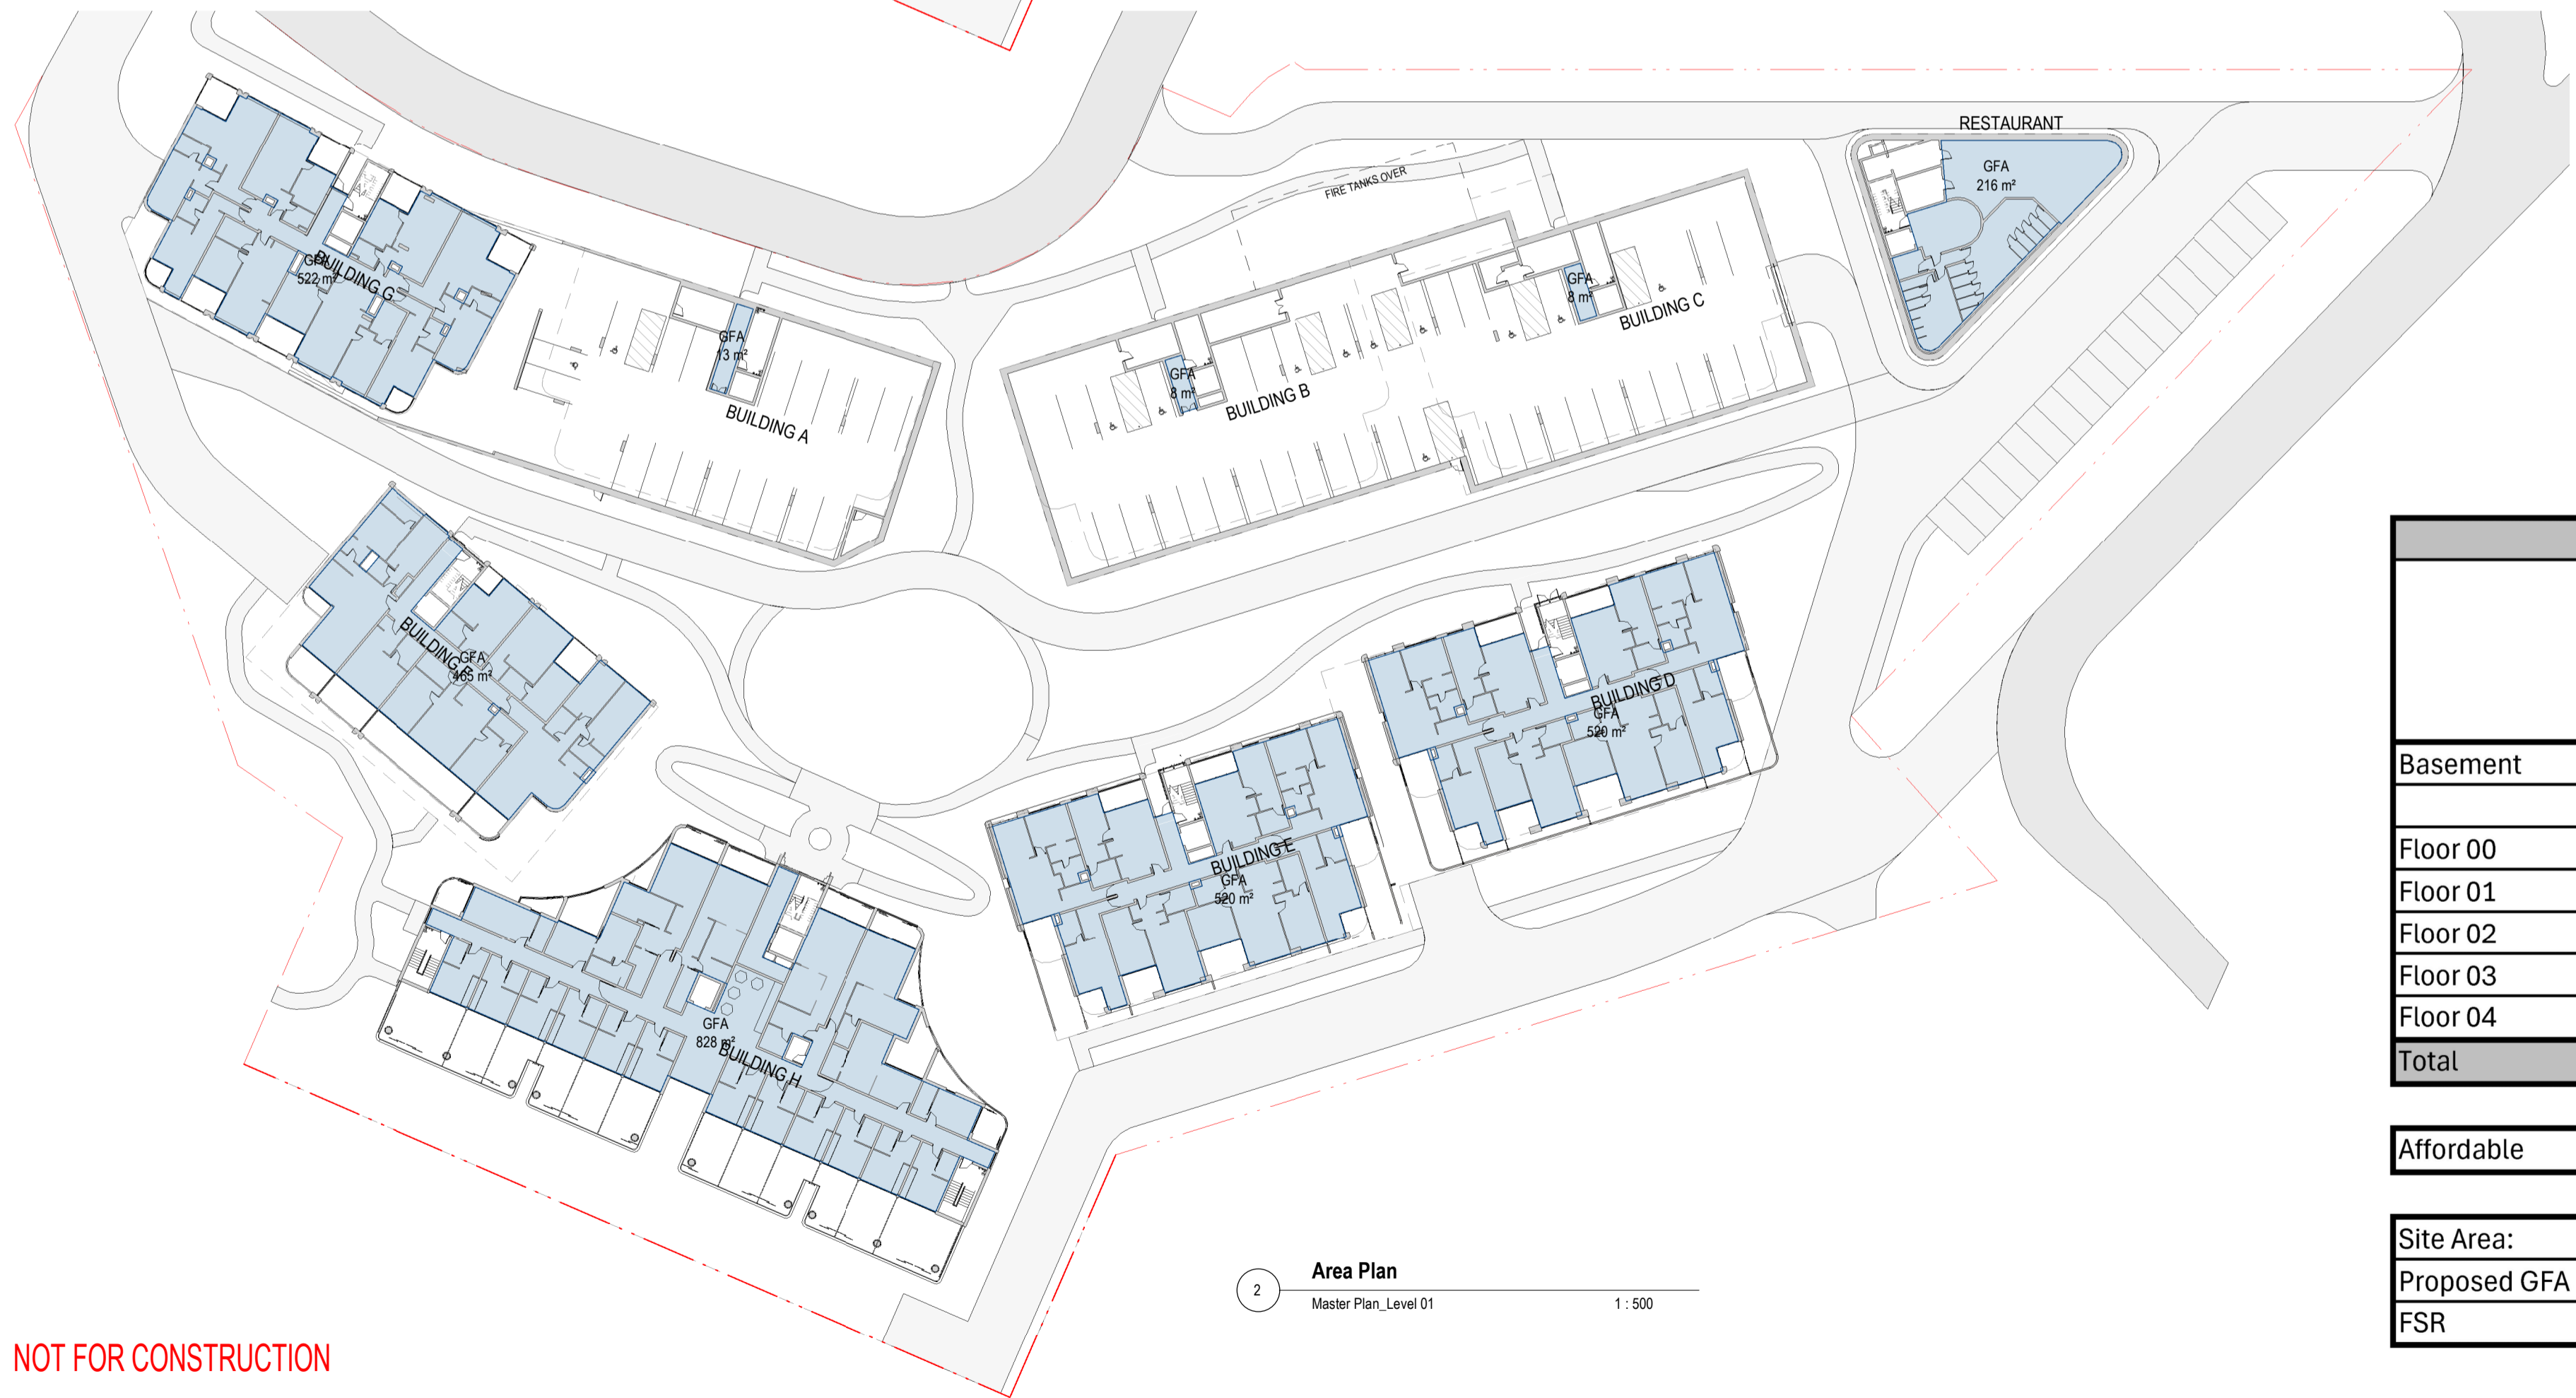 RESTAURANT
GFA
216 m²
FIRE TANKS OVER
GFA
522 m²
BUILDING G
GFA
13 m²
BUILDING A
GFA
8 m²
BUILDING B
GFA
8 m²
BUILDING C
BUILDING
GFA
465 m²
BUILDING D
GFA
520 m²
BUILDING E
GFA
520 m²
GFA
828 m²
BUILDING H
Basement
Floor 00
Floor 01
Floor 02
Floor 03
Floor 04
Total
Affordable
Site Area:
Proposed GFA
FSR
2
Area Plan
Master Plan_Level 01
1 : 500
NOT FOR CONSTRUCTION